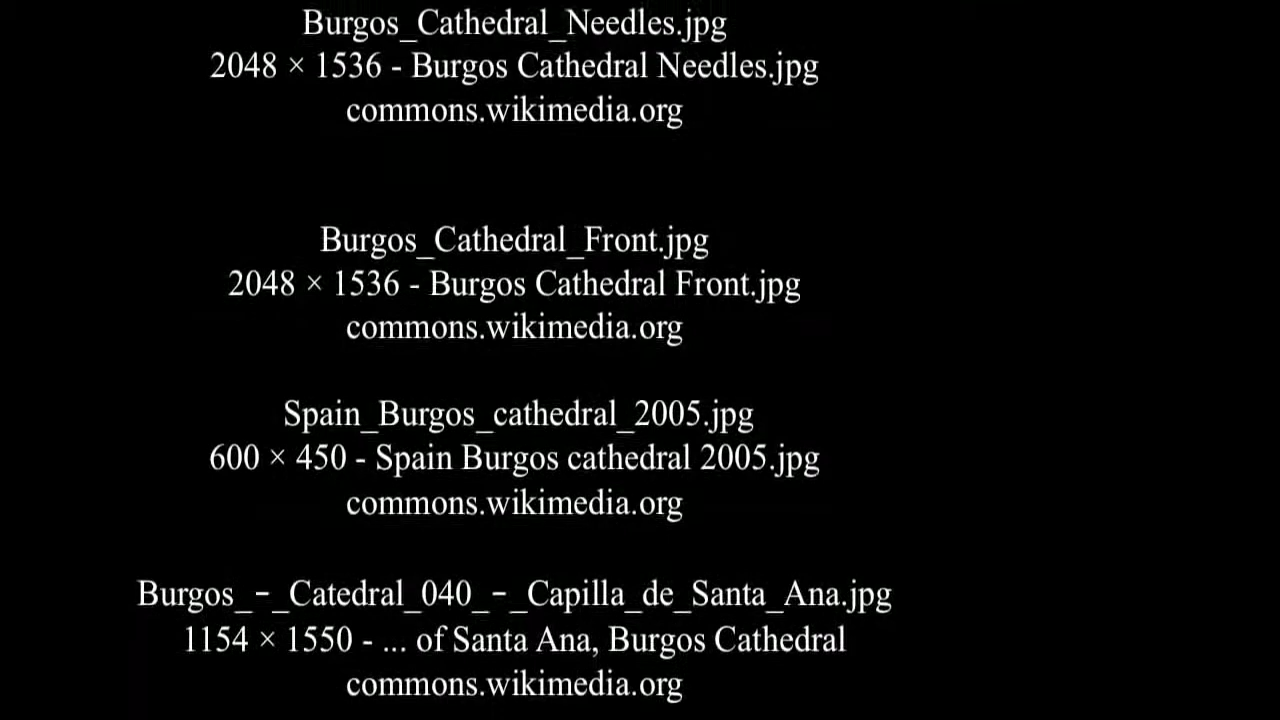 Burgos_Cathedral_Needles.jpg
2048 × 1536 - Burgos Cathedral Needles.jpg
commons.wikimedia.org
Burgos_Cathedral_Front.jpg
2048 × 1536 - Burgos Cathedral Front.jpg
commons.wikimedia.org
Spain_Burgos_cathedral_2005.jpg
600 × 450 - Spain Burgos cathedral 2005.jpg
commons.wikimedia.org
Burgos_-_Catedral_040_-_Capilla_de_Santa_Ana.jpg
1154 × 1550 - ... of Santa Ana, Burgos Cathedral
commons.wikimedia.org